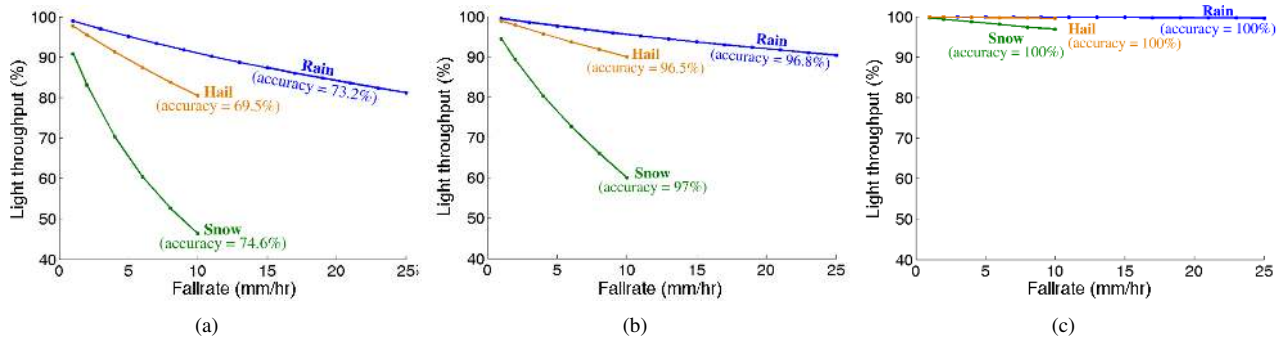 100
90
80
70
60
50
40
0
5
10
15
20
25
Light throughput (%)
Fallrate (mm/hr)
Rain
(accuracy = 73.2%)
Hail
(accuracy = 69.5%)
Snow
(accuracy = 74.6%)
(a)
100
90
80
70
60
50
40
0
5
10
15
20
25
Light throughput (%)
Fallrate (mm/hr)
Rain
(accuracy = 96.8%)
Hail
(accuracy = 96.5%)
Snow
(accuracy = 97%)
(b)
100
90
80
70
60
50
40
0
5
10
15
20
25
Light throughput (%)
Fallrate (mm/hr)
Rain
(accuracy = 100%)
Hail
(accuracy = 100%)
Snow
(accuracy = 100%)
(c)